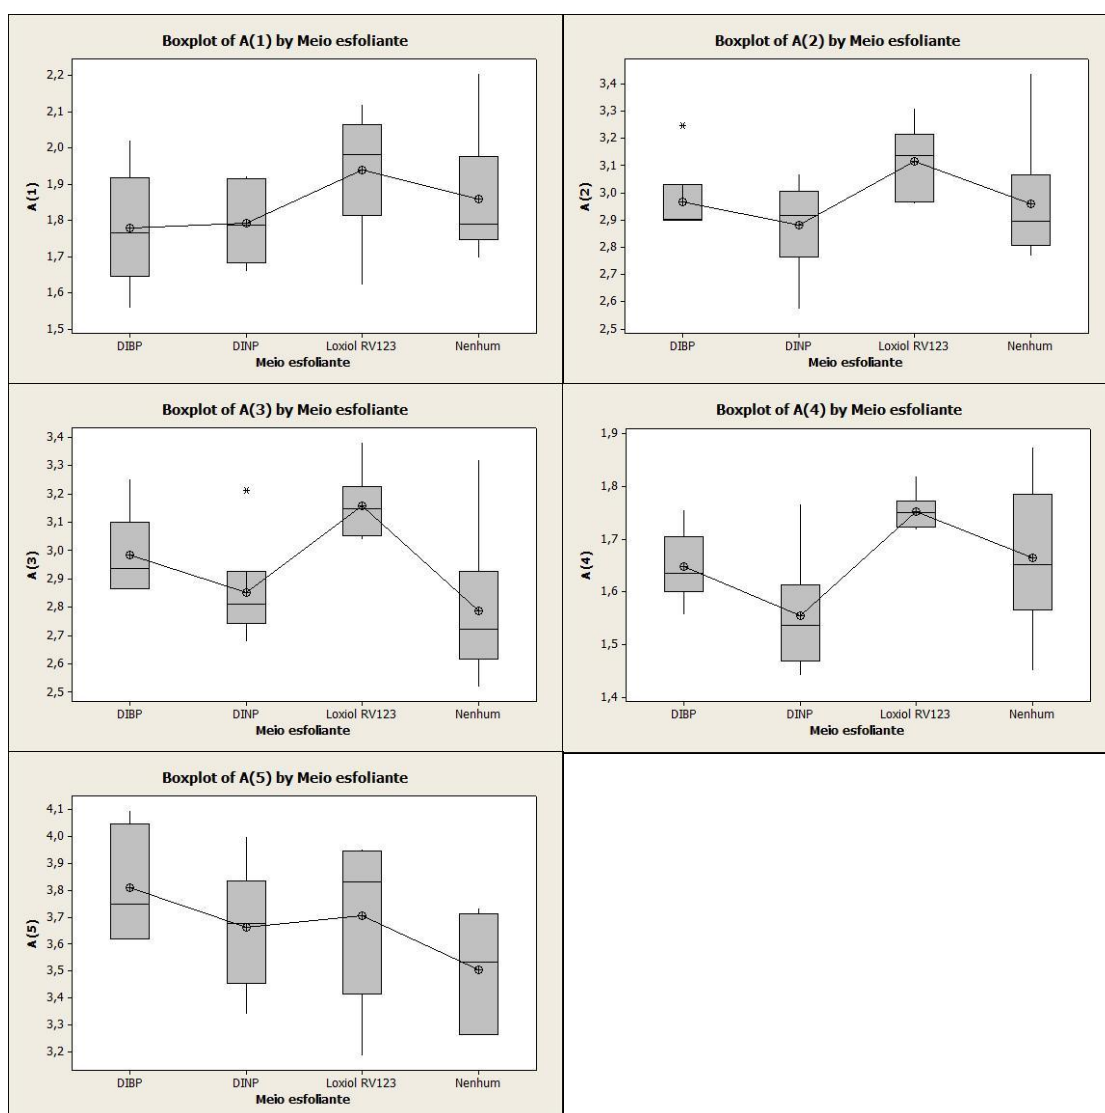 Boxplot of A(1) by Meio esfoliante
2,2
2,1
2,0
1,9
1,8
1,7
1,6
1,5
A(1)
DIBP DINP Loxiol RV123 Nenhum
Meio esfoliante
Boxplot of A(2) by Meio esfoliante
3,4
3,3
3,2
3,1
3,0
2,9
2,8
2,7
2,6
2,5
A(2)
DIBP DINP Loxiol RV123 Nenhum
Meio esfoliante
Boxplot of A(3) by Meio esfoliante
3,4
3,3
3,2
3,1
3,0
2,9
2,8
2,7
2,6
2,5
A(3)
DIBP DINP Loxiol RV123 Nenhum
Meio esfoliante
Boxplot of A(4) by Meio esfoliante
1,9
1,8
1,7
1,6
1,5
1,4
A(4)
DIBP DINP Loxiol RV123 Nenhum
Meio esfoliante
Boxplot of A(5) by Meio esfoliante
4,1
4,0
3,9
3,8
3,7
3,6
3,5
3,4
3,3
3,2
A(5)
DIBP DINP Loxiol RV123 Nenhum
Meio esfoliante